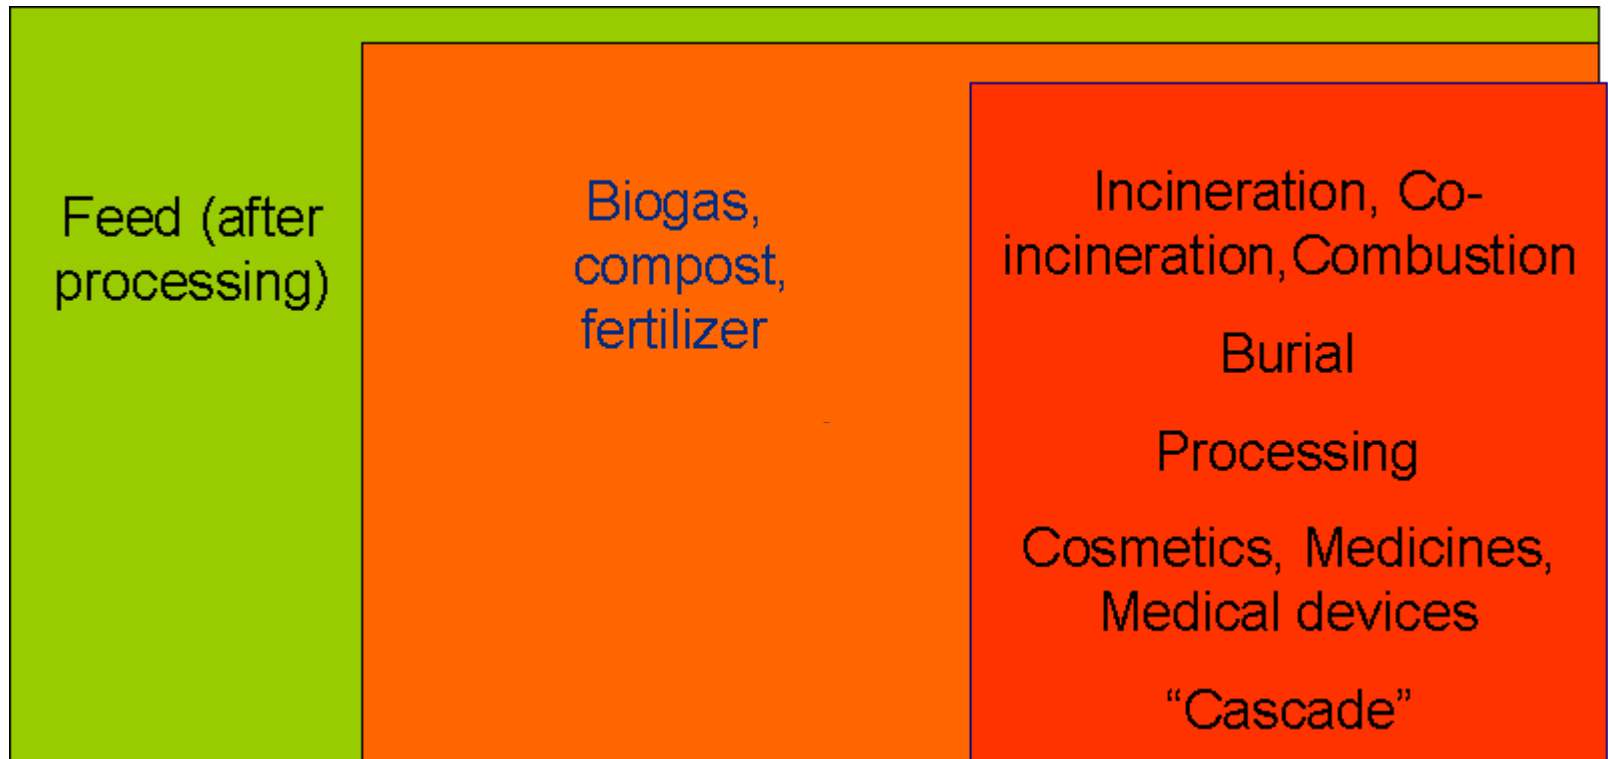 Feed (after
processing)
Biogas,
compost,
fertilizer
Incineration, Co-
incineration,Combustion
Burial
Processing
Cosmetics, Medicines,
Medical devices
“Cascade”